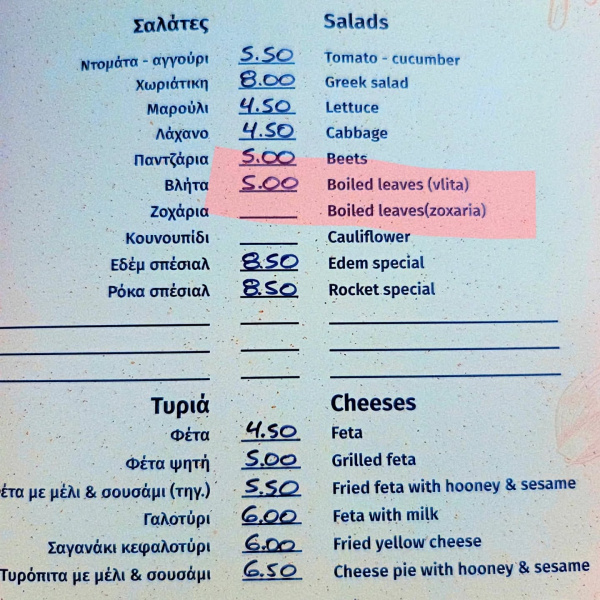 Σαλάτες Salads
Ντομάτα - αγγούρι 5.50 Tomato - cucumber
Χωριάτικη 8.00 Greek salad
Μαρούλι 4.50 Lettuce
Λάχανο 4.50 Cabbage
Παντζάρια 5.00 Beets
Βλήτα 5.00 Boiled leaves (vlita)
Ζοχάρια Boiled leaves(zoxaria)
Κουνουπίδι Cauliflower
Εδέμ σπέσιαλ 8.50 Edem special
Ρόκα σπέσιαλ 8.50 Rocket special
Τυριά Cheeses
Φέτα 4.50 Feta
Φέτα ψητή 5.00 Grilled feta
έτα με μέλι & σουσάμι (τηγ.) 5.50 Fried feta with hooney & sesame
Γαλοτύρι 6.00 Feta with milk
Σαγανάκι κεφαλοτύρι 6.00 Fried yellow cheese
Τυρόπιτα με μέλι & σουσάμι 6.50 Cheese pie with hooney & sesame